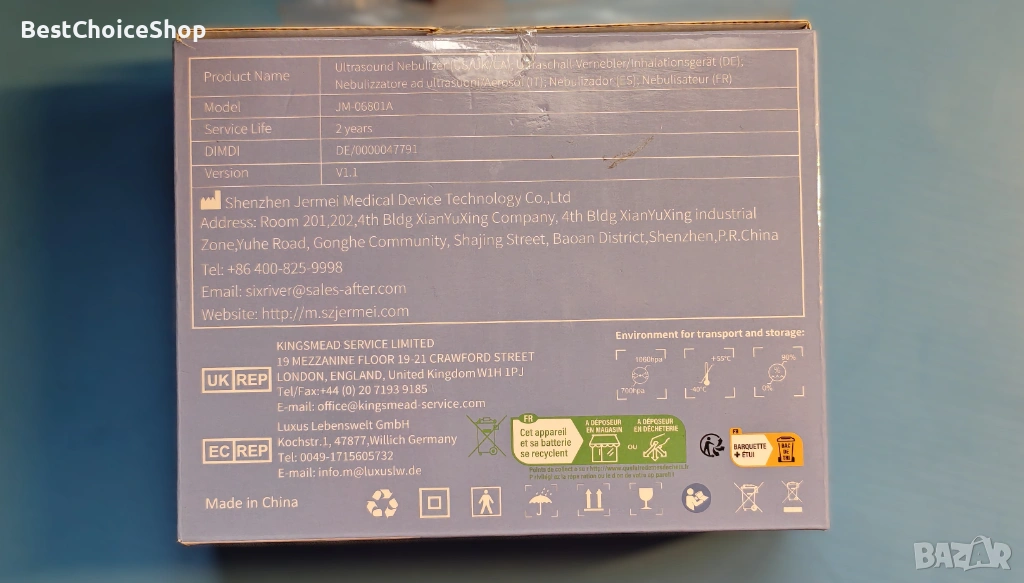 BestChoiceShop
Product Name
Ultrasound Nebulizer Ultraschall-Vernebler/Inhalationsgerät (DE),
Nebulizzatore ad ultrasuoni/Aerosol (IT), Nebulizador (ES), Nebulisateur (FR)
Model JM-06801A
Service Life 2 years
DIMDI DE/0000047791
Version V1.1
Shenzhen Jermei Medical Device Technology Co.,Ltd
Address: Room 201,202,4th Bldg XianYuXing Company, 4th Bldg XianYuXing industrial
Zone,Yuhe Road, Gonghe Community, Shajing Street, Baoan District,Shenzhen,P.R.China
Tel: +86 400-825-9998
Email: sixriver@sales-after.com
Website: http://m.szjermei.com
UK REP
KINGSMEAD SERVICE LIMITED
19 MEZZANINE FLOOR 19-21 CRAWFORD STREET
LONDON, ENGLAND, United Kingdom W1H 1PJ
Tel/Fax:+44 (0) 20 7193 9185
E-mail: office@kingsmead-service.com
EC REP
Luxus Lebenswelt GmbH
Kochstr.1, 47877,Willich Germany
Tel: 0049-1715605732
E-mail: info.m@luxuslw.de
Environment for transport and storage:
1060hpa
700hpa
+55°C
-40°C
90%
%
0%
FR
Cet appareil
et sa batterie
se recyclent
À DÉPOSER
EN MAGASIN
OU
À DÉPOSER
EN DÉCHÈTERIE
FR
BARQUETTE
+ ÉTUI
BAC
DE
TRI
Made in China
BAZAR